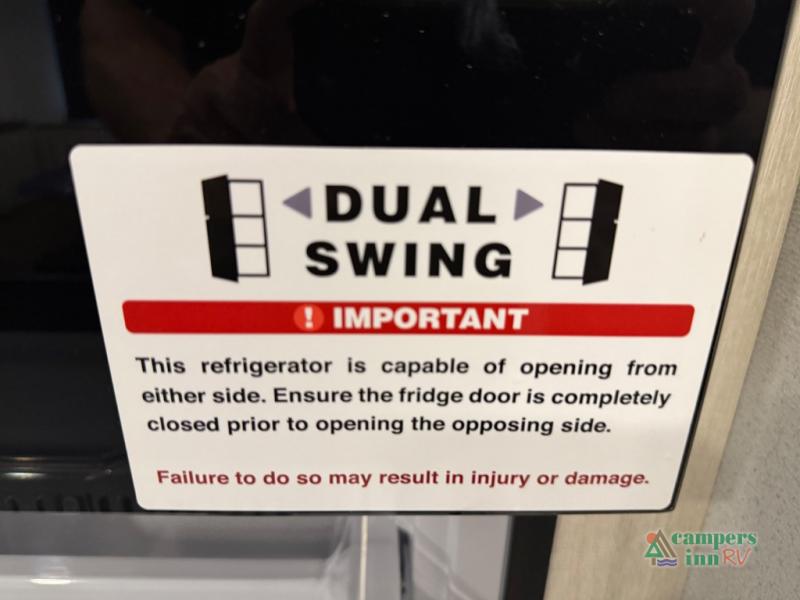 DUAL
SWING
! IMPORTANT
This refrigerator is capable of opening from
either side. Ensure the fridge door is completely
closed prior to opening the opposing side.
Failure to do so may result in injury or damage.
campers
inn RV